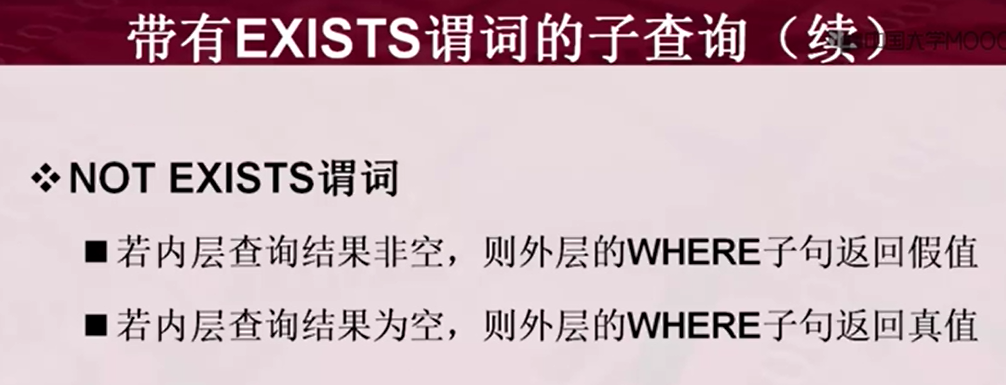 带有EXISTS谓词的子查询（续）
中国大学MOOC
❖NOT EXISTS谓词
■若内层查询结果非空，则外层的WHERE子句返回假值
■若内层查询结果为空，则外层的WHERE子句返回真值